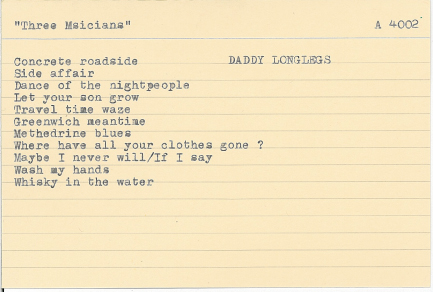 "Three Msicians" A 4002
Concrete roadside DADDY LONGLEGS
Side affair
Dance of the nightpeople
Let your son grow
Travel time waze
Greenwich meantime
Methedrine blues
Where have all your clothes gone ?
Maybe I never will/If I say
Wash my hands
Whisky in the water